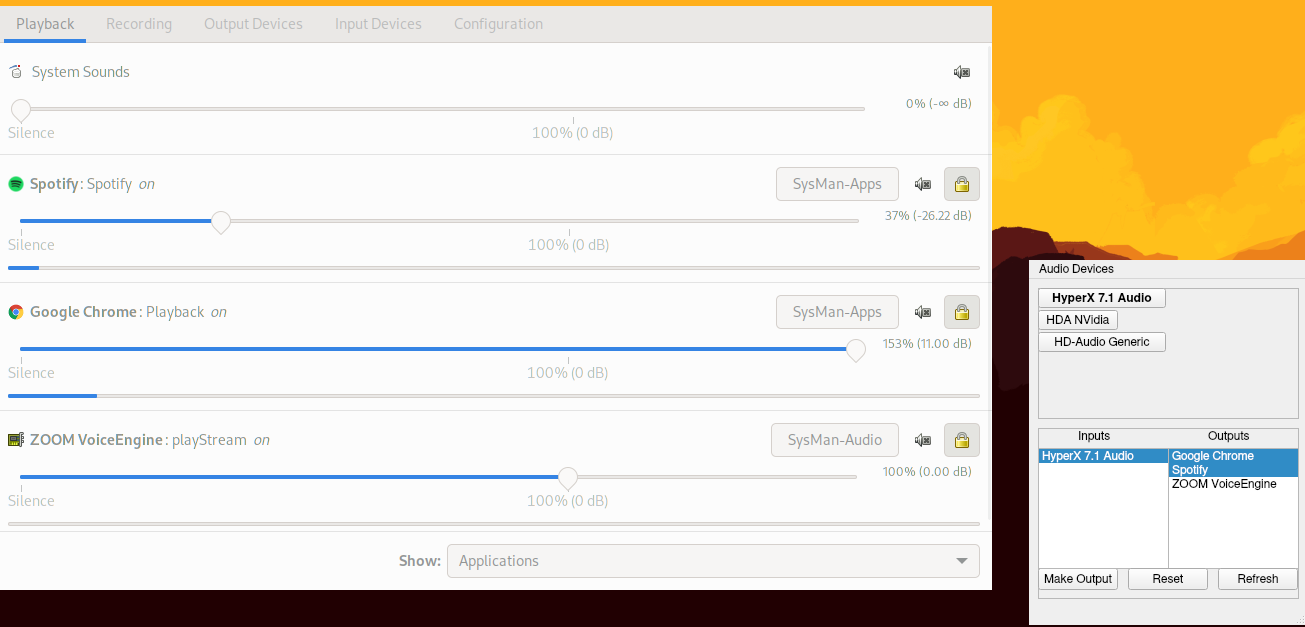 Playback Recording Output Devices Input Devices Configuration
System Sounds
0% (-∞ dB)
Silence 100% (0 dB)
Spotify: Spotify on SysMan-Apps
37% (-26.22 dB)
Silence 100% (0 dB)
Google Chrome: Playback on SysMan-Apps
153% (11.00 dB)
Silence 100% (0 dB)
ZOOM VoiceEngine: playStream on SysMan-Audio
100% (0.00 dB)
Silence 100% (0 dB)
Show: Applications
Audio Devices
HyperX 7.1 Audio
HDA NVidia
HD-Audio Generic
Inputs Outputs
HyperX 7.1 Audio Google Chrome
Spotify
ZOOM VoiceEngine
Make Output Reset Refresh